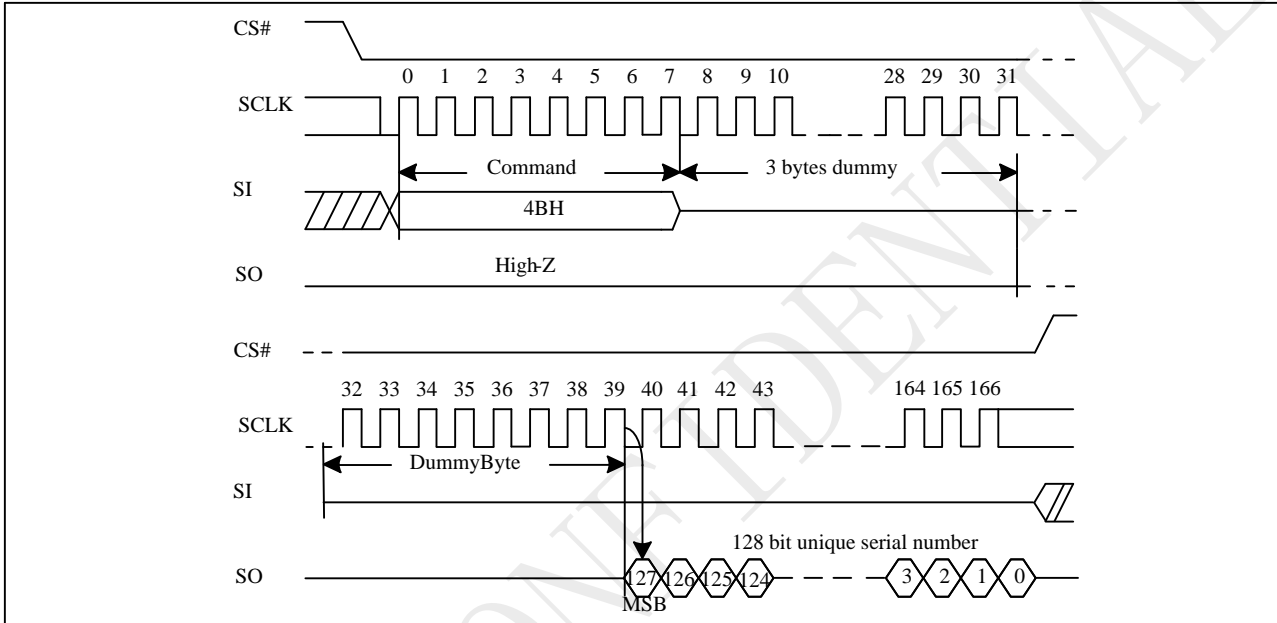 CS#
0 1 2 3 4 5 6 7 8 9 10 28 29 30 31
SCLK
Command 3 bytes dummy
SI
4BH
High-Z
SO
CS#
32 33 34 35 36 37 38 39 40 41 42 43 164 165 166
SCLK
DummyByte
SI
128 bit unique serial number
SO 127 126 125 124 3 2 1 0
MSB